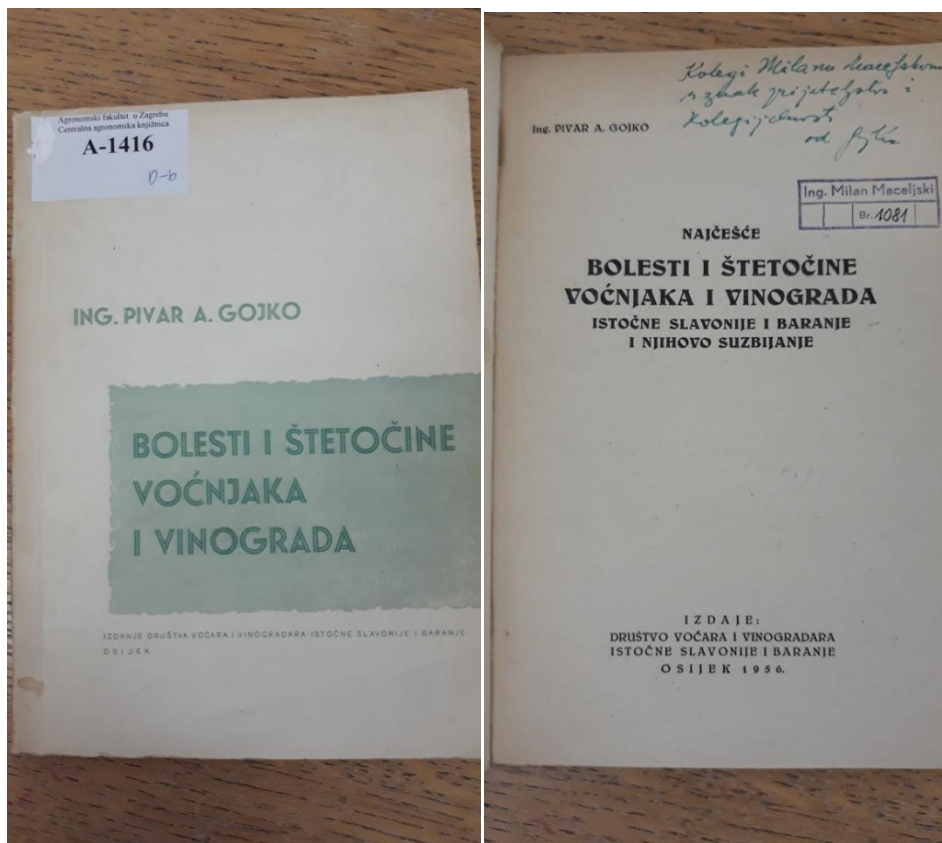 Agronomski fakultet u Zagrebu
Centralna agronomska knjižnica
A-1416
D-b
ING. PIVAR A. GOJKO
BOLESTI I ŠTETOČINE
VOĆNJAKA
I VINOGRADA
IZDANJE DRUŠTVA VOĆARA I VINOGRADARA ISTOČNE SLAVONIJE I BARANJE
OSIJEK
Kolegi Milanu Maceljskom
u znak prijateljstva i
kolegijalnosti
od Gojka
Ing. PIVAR A. GOJKO
Ing. Milan Maceljski
Br. 1081
NAJČEŠĆE
BOLESTI I ŠTETOČINE
VOĆNJAKA I VINOGRADA
ISTOČNE SLAVONIJE I BARANJE
I NJIHOVO SUZBIJANJE
IZDAJE:
DRUŠTVO VOĆARA I VINOGRADARA
ISTOČNE SLAVONIJE I BARANJE
OSIJEK 1956.